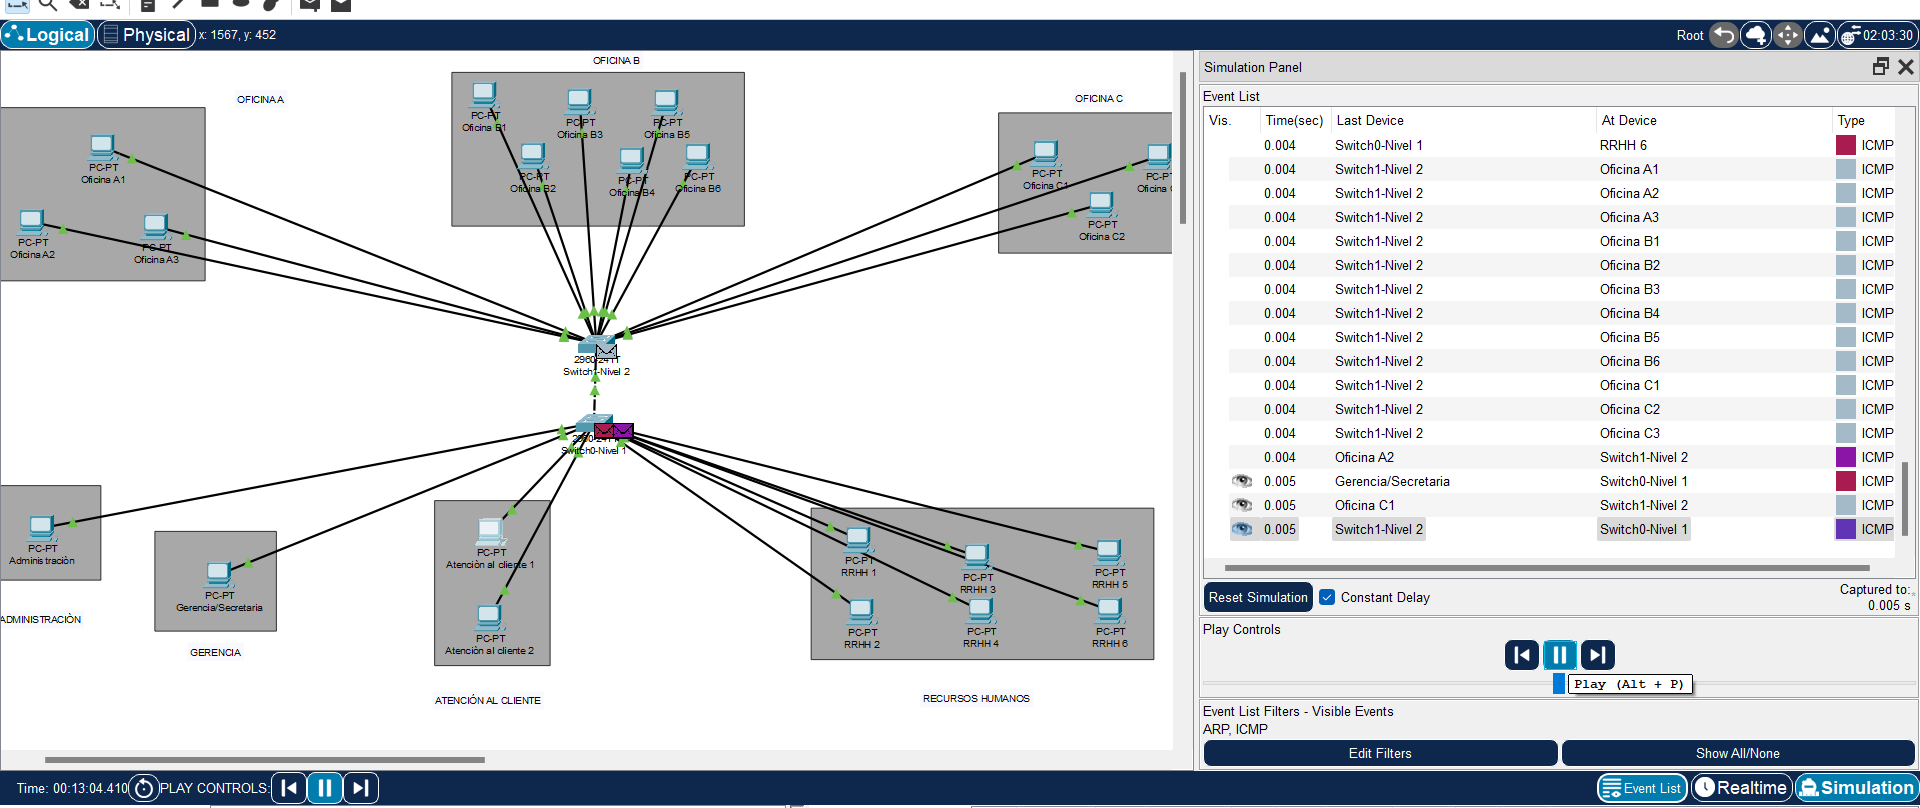 Logical
Physical
x: 1567, y: 452
Root
02:03:30
OFICINA B
OFICINA A
OFICINA C
PC-PT
Oficina A1
PC-PT
Oficina A2
PC-PT
Oficina A3
PC-PT
Oficina B1
PC-PT
Oficina B3
PC-PT
Oficina B5
PC-PT
Oficina B2
PC-PT
Oficina B4
PC-PT
Oficina B6
PC-PT
Oficina C1
PC-PT
Oficina
PC-PT
Oficina C2
2960-24TT
Switch1-Nivel 2
2960-24TT
Switch0-Nivel 1
PC-PT
Administraciòn
ADMINISTRACIÒN
PC-PT
Gerencia/Secretaria
GERENCIA
PC-PT
Atenciòn al cliente 1
PC-PT
Atenciòn al cliente 2
ATENCIÓN AL CLIENTE
PC-PT
RRHH 1
PC-PT
RRHH 3
PC-PT
RRHH 5
PC-PT
RRHH 2
PC-PT
RRHH 4
PC-PT
RRHH 6
RECURSOS HUMANOS
Simulation Panel
Event List
Vis. Time(sec) Last Device At Device Type
0.004 Switch0-Nivel 1 RRHH 6 ICMP
0.004 Switch1-Nivel 2 Oficina A1 ICMP
0.004 Switch1-Nivel 2 Oficina A2 ICMP
0.004 Switch1-Nivel 2 Oficina A3 ICMP
0.004 Switch1-Nivel 2 Oficina B1 ICMP
0.004 Switch1-Nivel 2 Oficina B2 ICMP
0.004 Switch1-Nivel 2 Oficina B3 ICMP
0.004 Switch1-Nivel 2 Oficina B4 ICMP
0.004 Switch1-Nivel 2 Oficina B5 ICMP
0.004 Switch1-Nivel 2 Oficina B6 ICMP
0.004 Switch1-Nivel 2 Oficina C1 ICMP
0.004 Switch1-Nivel 2 Oficina C2 ICMP
0.004 Switch1-Nivel 2 Oficina C3 ICMP
0.004 Oficina A2 Switch1-Nivel 2 ICMP
0.005 Gerencia/Secretaria Switch0-Nivel 1 ICMP
0.005 Oficina C1 Switch1-Nivel 2 ICMP
0.005 Switch1-Nivel 2 Switch0-Nivel 1 ICMP
Reset Simulation
Constant Delay
Captured to:
0.005 s
Play Controls
Play (Alt + P)
Event List Filters - Visible Events
ARP, ICMP
Edit Filters
Show All/None
Time: 00:13:04.410
PLAY CONTROLS:
Event List
Realtime
Simulation